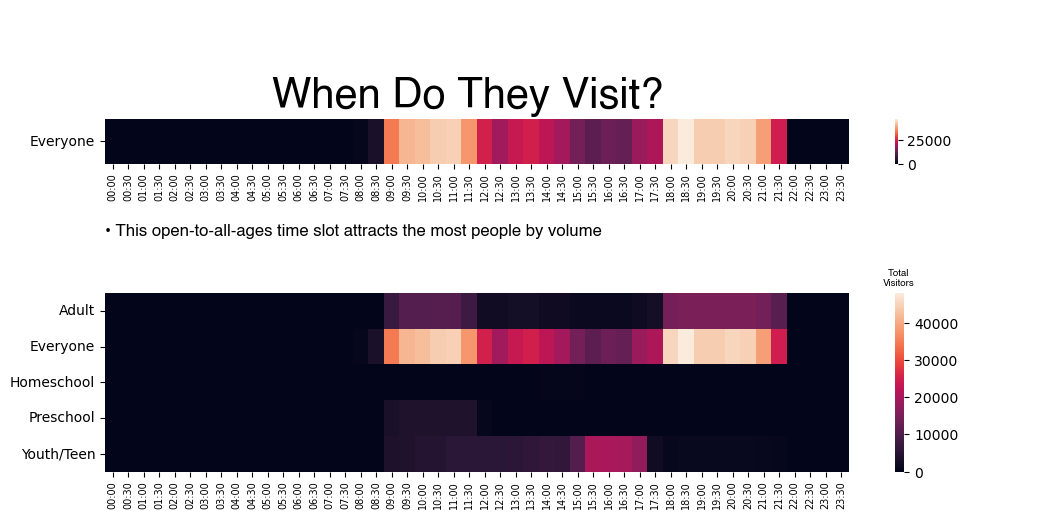 When Do They Visit?
Everyone
25000
0
00:00 00:30 01:00 01:30 02:00 02:30 03:00 03:30 04:00 04:30 05:00 05:30 06:00 06:30 07:00 07:30 08:00 08:30 09:00 09:30 10:00 10:30 11:00 11:30 12:00 12:30 13:00 13:30 14:00 14:30 15:00 15:30 16:00 16:30 17:00 17:30 18:00 18:30 19:00 19:30 20:00 20:30 21:00 21:30 22:00 22:30 23:00 23:30
• This open-to-all-ages time slot attracts the most people by volume
Total
Visitors
Adult
Everyone
Homeschool
Preschool
Youth/Teen
40000
30000
20000
10000
0
00:00 00:30 01:00 01:30 02:00 02:30 03:00 03:30 04:00 04:30 05:00 05:30 06:00 06:30 07:00 07:30 08:00 08:30 09:00 09:30 10:00 10:30 11:00 11:30 12:00 12:30 13:00 13:30 14:00 14:30 15:00 15:30 16:00 16:30 17:00 17:30 18:00 18:30 19:00 19:30 20:00 20:30 21:00 21:30 22:00 22:30 23:00 23:30